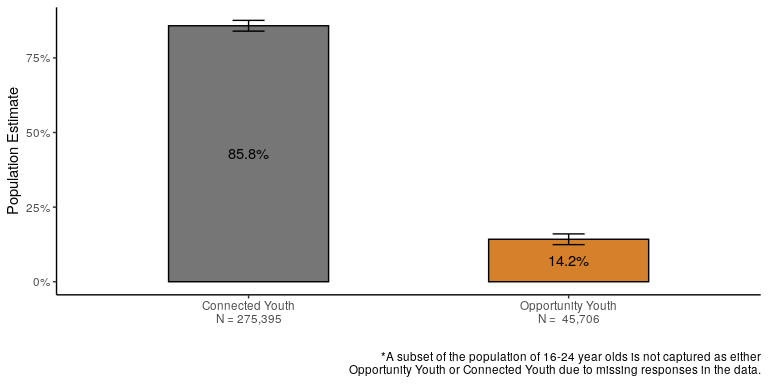 Population Estimate
75%
50%
25%
0%
85.8%
14.2%
Connected Youth
N = 275,395
Opportunity Youth
N =  45,706
*A subset of the population of 16-24 year olds is not captured as either
Opportunity Youth or Connected Youth due to missing responses in the data.